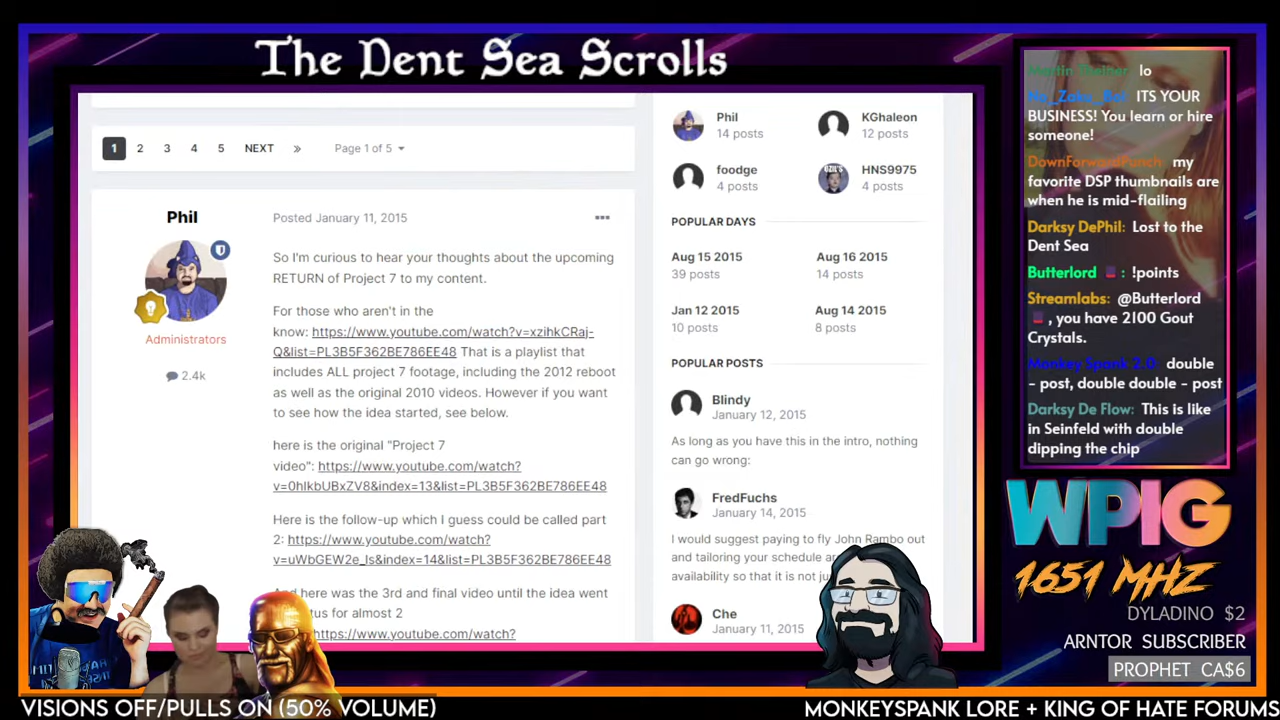 The Dent Sea Scrolls
1 2 3 4 5 NEXT » Page 1 of 5
Phil
Administrators
2.4k
Posted January 11, 2015
So I'm curious to hear your thoughts about the upcoming
RETURN of Project 7 to my content.
For those who aren't in the
know: https://www.youtube.com/watch?v=xzihkCRaj-
Q&list=PL3B5F362BE786EE48 That is a playlist that
includes ALL project 7 footage, including the 2012 reboot
as well as the original 2010 videos. However if you want
to see how the idea started, see below.
here is the original "Project 7
video": https://www.youtube.com/watch?
v=0hIkbUBxZV8&index=13&list=PL3B5F362BE786EE48
Here is the follow-up which I guess could be called part
2: https://www.youtube.com/watch?
v=uWbGEW2e_Is&index=14&list=PL3B5F362BE786EE48
here was the 3rd and final video until the idea went
for almost 2
https://www.youtube.com/watch?
Phil
14 posts
KGhaleon
12 posts
foodge
4 posts
HNS9975
4 posts
POPULAR DAYS
Aug 15 2015
39 posts
Aug 16 2015
14 posts
Jan 12 2015
10 posts
Aug 14 2015
8 posts
POPULAR POSTS
Blindy
January 12, 2015
As long as you have this in the intro, nothing
can go wrong:
FredFuchs
January 14, 2015
I would suggest paying to fly John Rambo out
and tailoring your schedule
availability so that it is not
Che
January 11, 2015
lo
ITS YOUR
BUSINESS! You learn or hire
someone!
DownForwardPunch: my
favorite DSP thumbnails are
when he is mid-flailing
Darksy DePhil: Lost to the
Dent Sea
Butterlord : !points
Streamlabs: @Butterlord
, you have 2100 Gout
Crystals.
Monkey Spank 2.0: double
- post, double double - post
Darksy De Flow: This is like
in Seinfeld with double
dipping the chip
WPIG
1651 MHZ
DYLADINO $2
ARNTOR SUBSCRIBER
PROPHET CA$6
VISIONS OFF/PULLS ON (50% VOLUME)
MONKEYSPANK LORE + KING OF HATE FORUMS